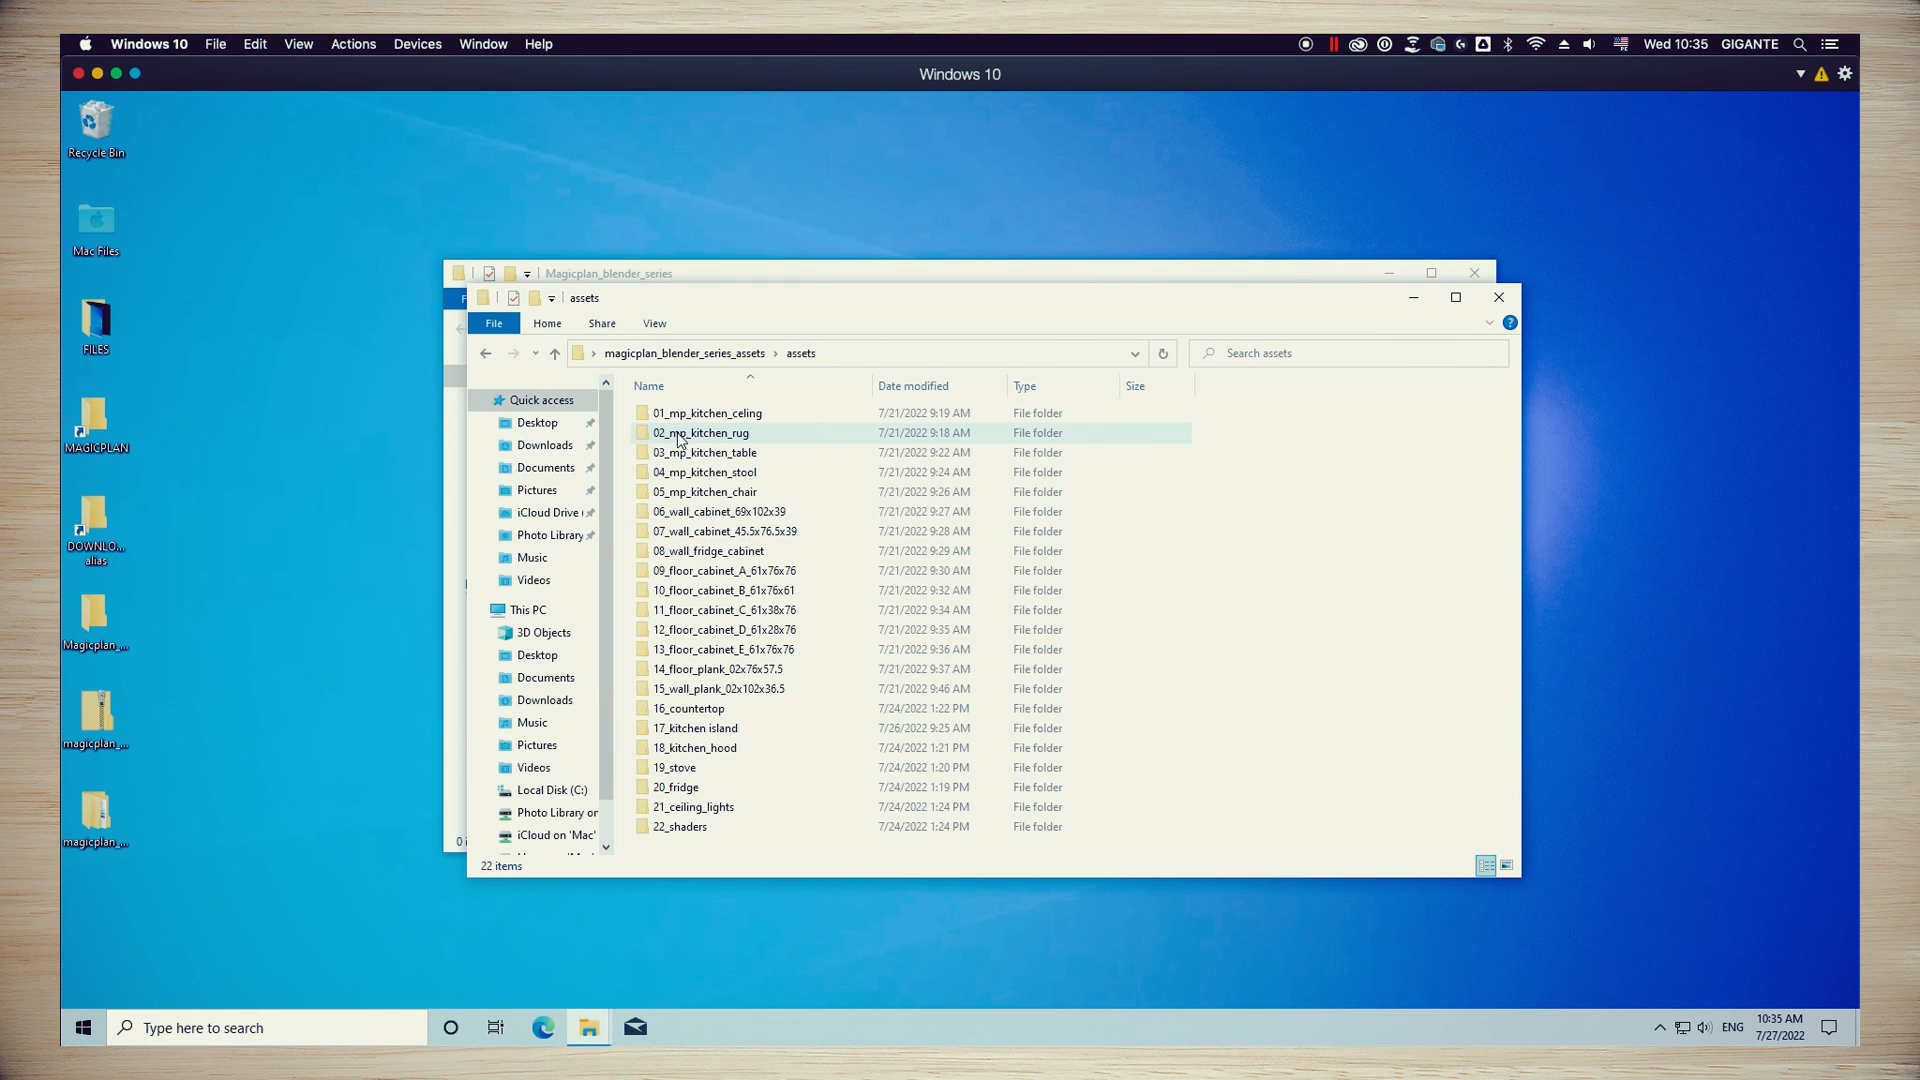 Windows 10 File Edit View Actions Devices Window Help Wed 10:35 GIGANTE
Windows 10
Recycle Bin
Mac Files
FILES
MAGICPLAN
DOWNLO...
alias
Magicplan_...
magicplan_...
magicplan_...
Magicplan_blender_series
assets
File Home Share View
magicplan_blender_series_assets › assets
Search assets
Name Date modified Type Size
Quick access
Desktop
Downloads
Documents
Pictures
iCloud Drive
Photo Library
Music
Videos
This PC
3D Objects
Desktop
Documents
Downloads
Music
Pictures
Videos
Local Disk (C:)
Photo Library on
iCloud on 'Mac'
01_mp_kitchen_celing 7/21/2022 9:19 AM File folder
02_mp_kitchen_rug 7/21/2022 9:18 AM File folder
03_mp_kitchen_table 7/21/2022 9:22 AM File folder
04_mp_kitchen_stool 7/21/2022 9:24 AM File folder
05_mp_kitchen_chair 7/21/2022 9:26 AM File folder
06_wall_cabinet_69x102x39 7/21/2022 9:27 AM File folder
07_wall_cabinet_45.5x76.5x39 7/21/2022 9:28 AM File folder
08_wall_fridge_cabinet 7/21/2022 9:29 AM File folder
09_floor_cabinet_A_61x76x76 7/21/2022 9:30 AM File folder
10_floor_cabinet_B_61x76x61 7/21/2022 9:32 AM File folder
11_floor_cabinet_C_61x38x76 7/21/2022 9:34 AM File folder
12_floor_cabinet_D_61x28x76 7/21/2022 9:35 AM File folder
13_floor_cabinet_E_61x76x76 7/21/2022 9:36 AM File folder
14_floor_plank_02x76x57.5 7/21/2022 9:37 AM File folder
15_wall_plank_02x102x36.5 7/21/2022 9:46 AM File folder
16_countertop 7/24/2022 1:22 PM File folder
17_kitchen island 7/26/2022 9:25 AM File folder
18_kitchen_hood 7/24/2022 1:21 PM File folder
19_stove 7/24/2022 1:20 PM File folder
20_fridge 7/24/2022 1:19 PM File folder
21_ceiling_lights 7/24/2022 1:24 PM File folder
22_shaders 7/24/2022 1:24 PM File folder
22 items
Type here to search
ENG
10:35 AM
7/27/2022